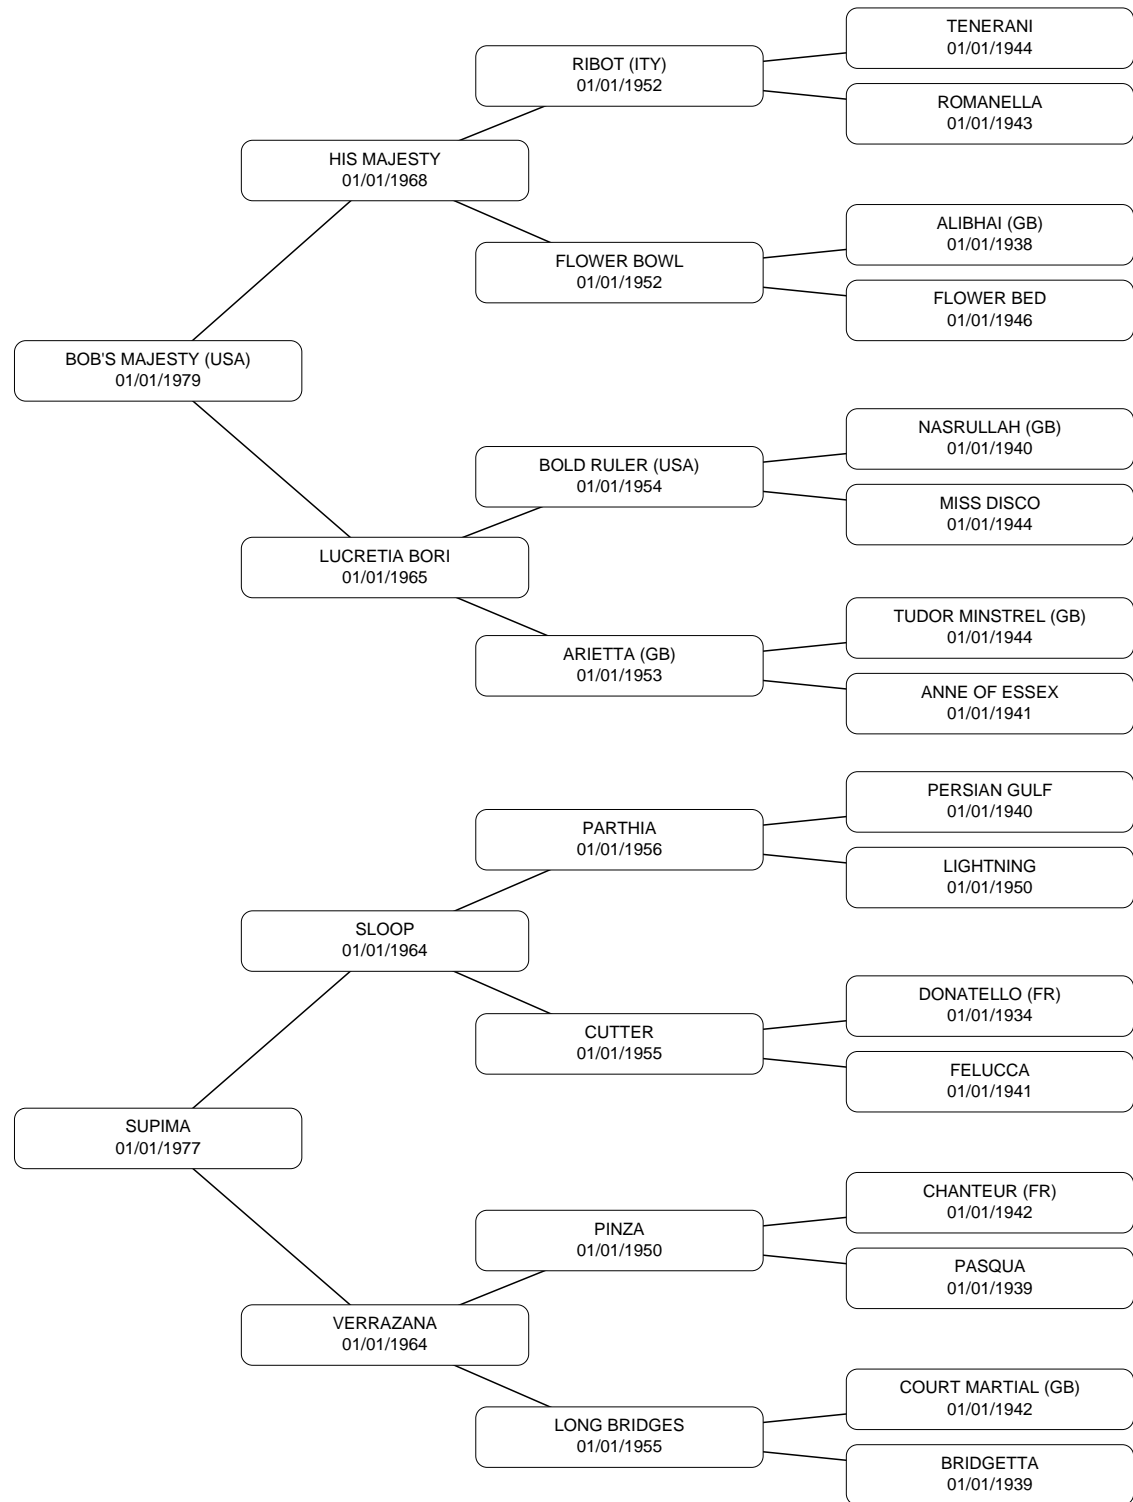 TENERANI
01/01/1944
RIBOT (ITY)
01/01/1952
ROMANELLA
01/01/1943
HIS MAJESTY
01/01/1968
ALIBHAI (GB)
01/01/1938
FLOWER BOWL
01/01/1952
FLOWER BED
01/01/1946
BOB'S MAJESTY (USA)
01/01/1979
NASRULLAH (GB)
01/01/1940
BOLD RULER (USA)
01/01/1954
MISS DISCO
01/01/1944
LUCRETIA BORI
01/01/1965
TUDOR MINSTREL (GB)
01/01/1944
ARIETTA (GB)
01/01/1953
ANNE OF ESSEX
01/01/1941
PERSIAN GULF
01/01/1940
PARTHIA
01/01/1956
LIGHTNING
01/01/1950
SLOOP
01/01/1964
DONATELLO (FR)
01/01/1934
CUTTER
01/01/1955
FELUCCA
01/01/1941
SUPIMA
01/01/1977
CHANTEUR (FR)
01/01/1942
PINZA
01/01/1950
PASQUA
01/01/1939
VERRAZANA
01/01/1964
COURT MARTIAL (GB)
01/01/1942
LONG BRIDGES
01/01/1955
BRIDGETTA
01/01/1939